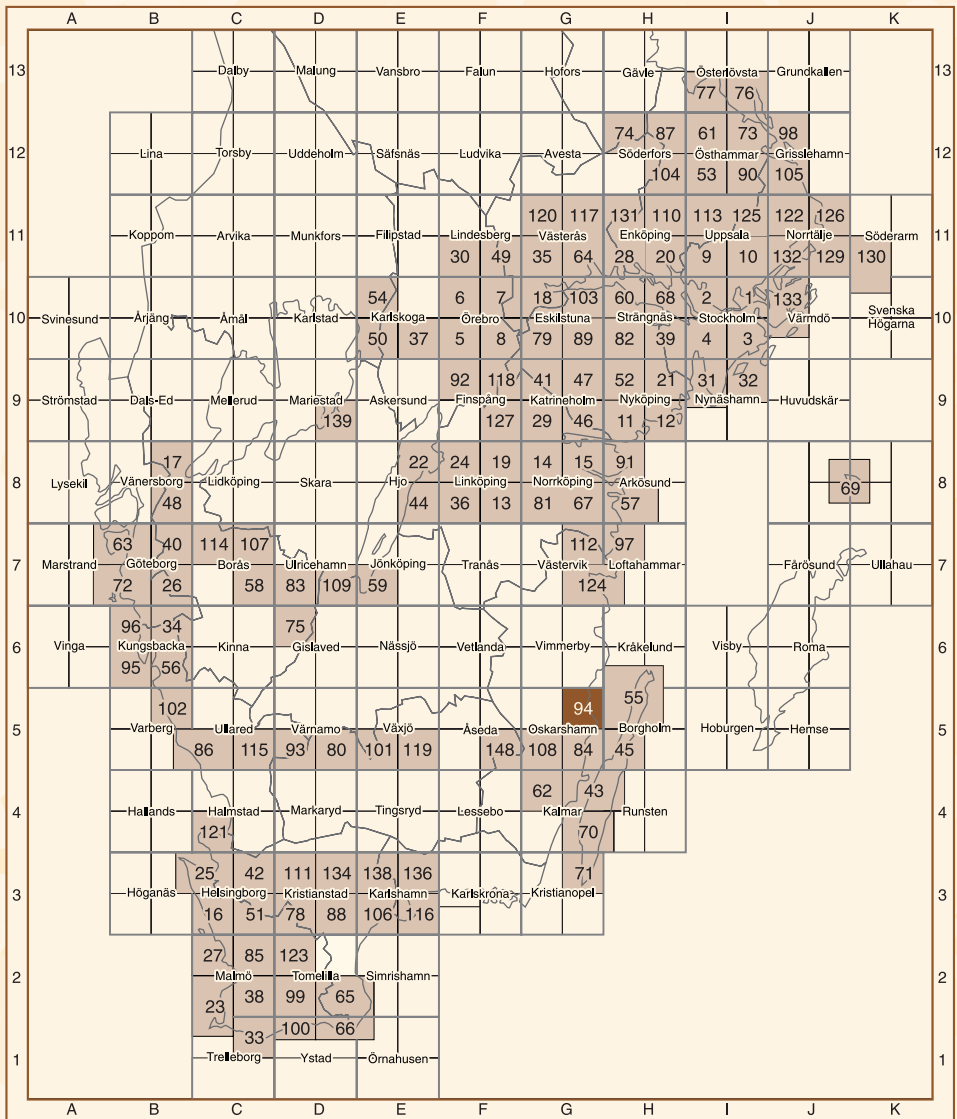 A B C D E F G H I J K
13 Dalby Malung Vansbro Falun Hofors Gävle Österlövsta Grundkallen 13
77 76
74 87 61 73 98
12 Lina Torsby Uddeholm Säfsnäs Ludvika Avesta Söderfors Östhammar Grisslehamn 12
104 53 90 105
120 117 131 110 113 125 122 126
11 Koppom Arvika Munkfors Filipstad Lindesberg Västerås Enköping Uppsala Norrtälje Söderarm 11
30 49 35 64 28 20 9 10 132 129 130
54 6 7 18 103 60 68 2 1 133
10 Svinesund Årjäng Åmål Karlstad Karlskoga Örebro Eskilstuna Strängnäs Stockholm Värmdö Svenska Högarna 10
50 37 5 8 79 89 82 39 4 3
92 118 41 47 52 21 31 32
9 Strömstad Dals-Ed Mellerud Mariestad Askersund Finspång Katrineholm Nyköping Nynäshamn Huvudskär 9
139 127 29 46 11 12
17 22 24 19 14 15 91
8 Lysekil Vänersborg Lidköping Skara Hjo Linköping Norrköping Arkösund 69 8
48 44 36 13 81 67 57
63 40 114 107 112 97
7 Marstrand Göteborg Borås Ulricehamn Jönköping Tranås Västervik Loftahammar Fårösund Ullahau 7
72 26 58 83 109 59 124
96 34 75
6 Vinga Kungsbacka Kinna Gislaved Nässjö Vetlanda Vimmerby Kråkelund Visby Roma 6
95 56
102 94 55
5 Varberg Ullared Värnamo Växjö Åseda Oskarshamn Borgholm Hoburgen Hemse 5
86 115 93 80 101 119 148 108 84 45
62 43
4 Hallands Halmstad Markaryd Tingsryd Lessebo Kalmar Runsten 4
121 70
25 42 111 134 138 136 71
3 Höganäs Helsingborg Kristianstad Karlshamn Karlskrona Kristianopel 3
16 51 78 88 106 116
27 85 123
2 Malmö Tomelilla Simrishamn 2
23 38 99 65
33 100 66
1 Trelleborg Ystad Örnahusen 1
A B C D E F G H I J K